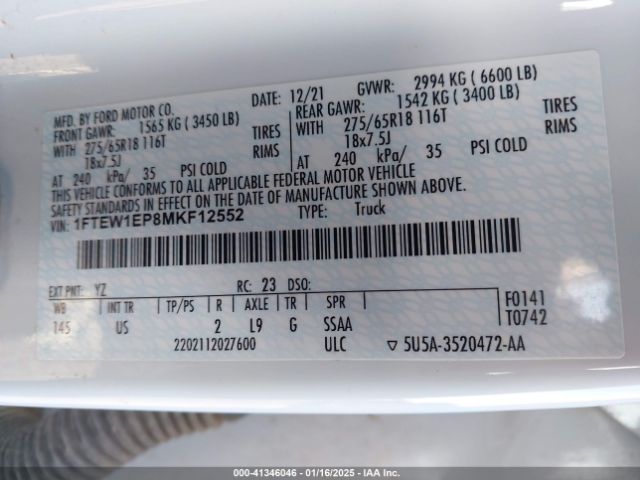 MFD. BY FORD MOTOR CO.
DATE: 12/21 GVWR: 2994 KG ( 6600 LB)
FRONT GAWR: 1565 KG ( 3450 LB) REAR GAWR: 1542 KG ( 3400 LB)
WITH 275/65R18 116T TIRES WITH 275/65R18 116T TIRES
18x7.5J RIMS 18x7.5J RIMS
AT 240 kPa/ 35 PSI COLD AT 240 kPa/ 35 PSI COLD
THIS VEHICLE CONFORMS TO ALL APPLICABLE FEDERAL MOTOR VEHICLE
SAFETY STANDARDS IN EFFECT ON THE DATE OF MANUFACTURE SHOWN ABOVE.
VIN: 1FTEW1EP8MKF12552 TYPE: Truck
EXT PNT: YZ RC: 23 DSO:
WB INT TR TP/PS R AXLE TR SPR F0141
145 US 2 L9 G SSAA T0742
2202112027600 ULC ▽ 5U5A-3520472-AA
000-41346046 - 01/16/2025 - IAA Inc.